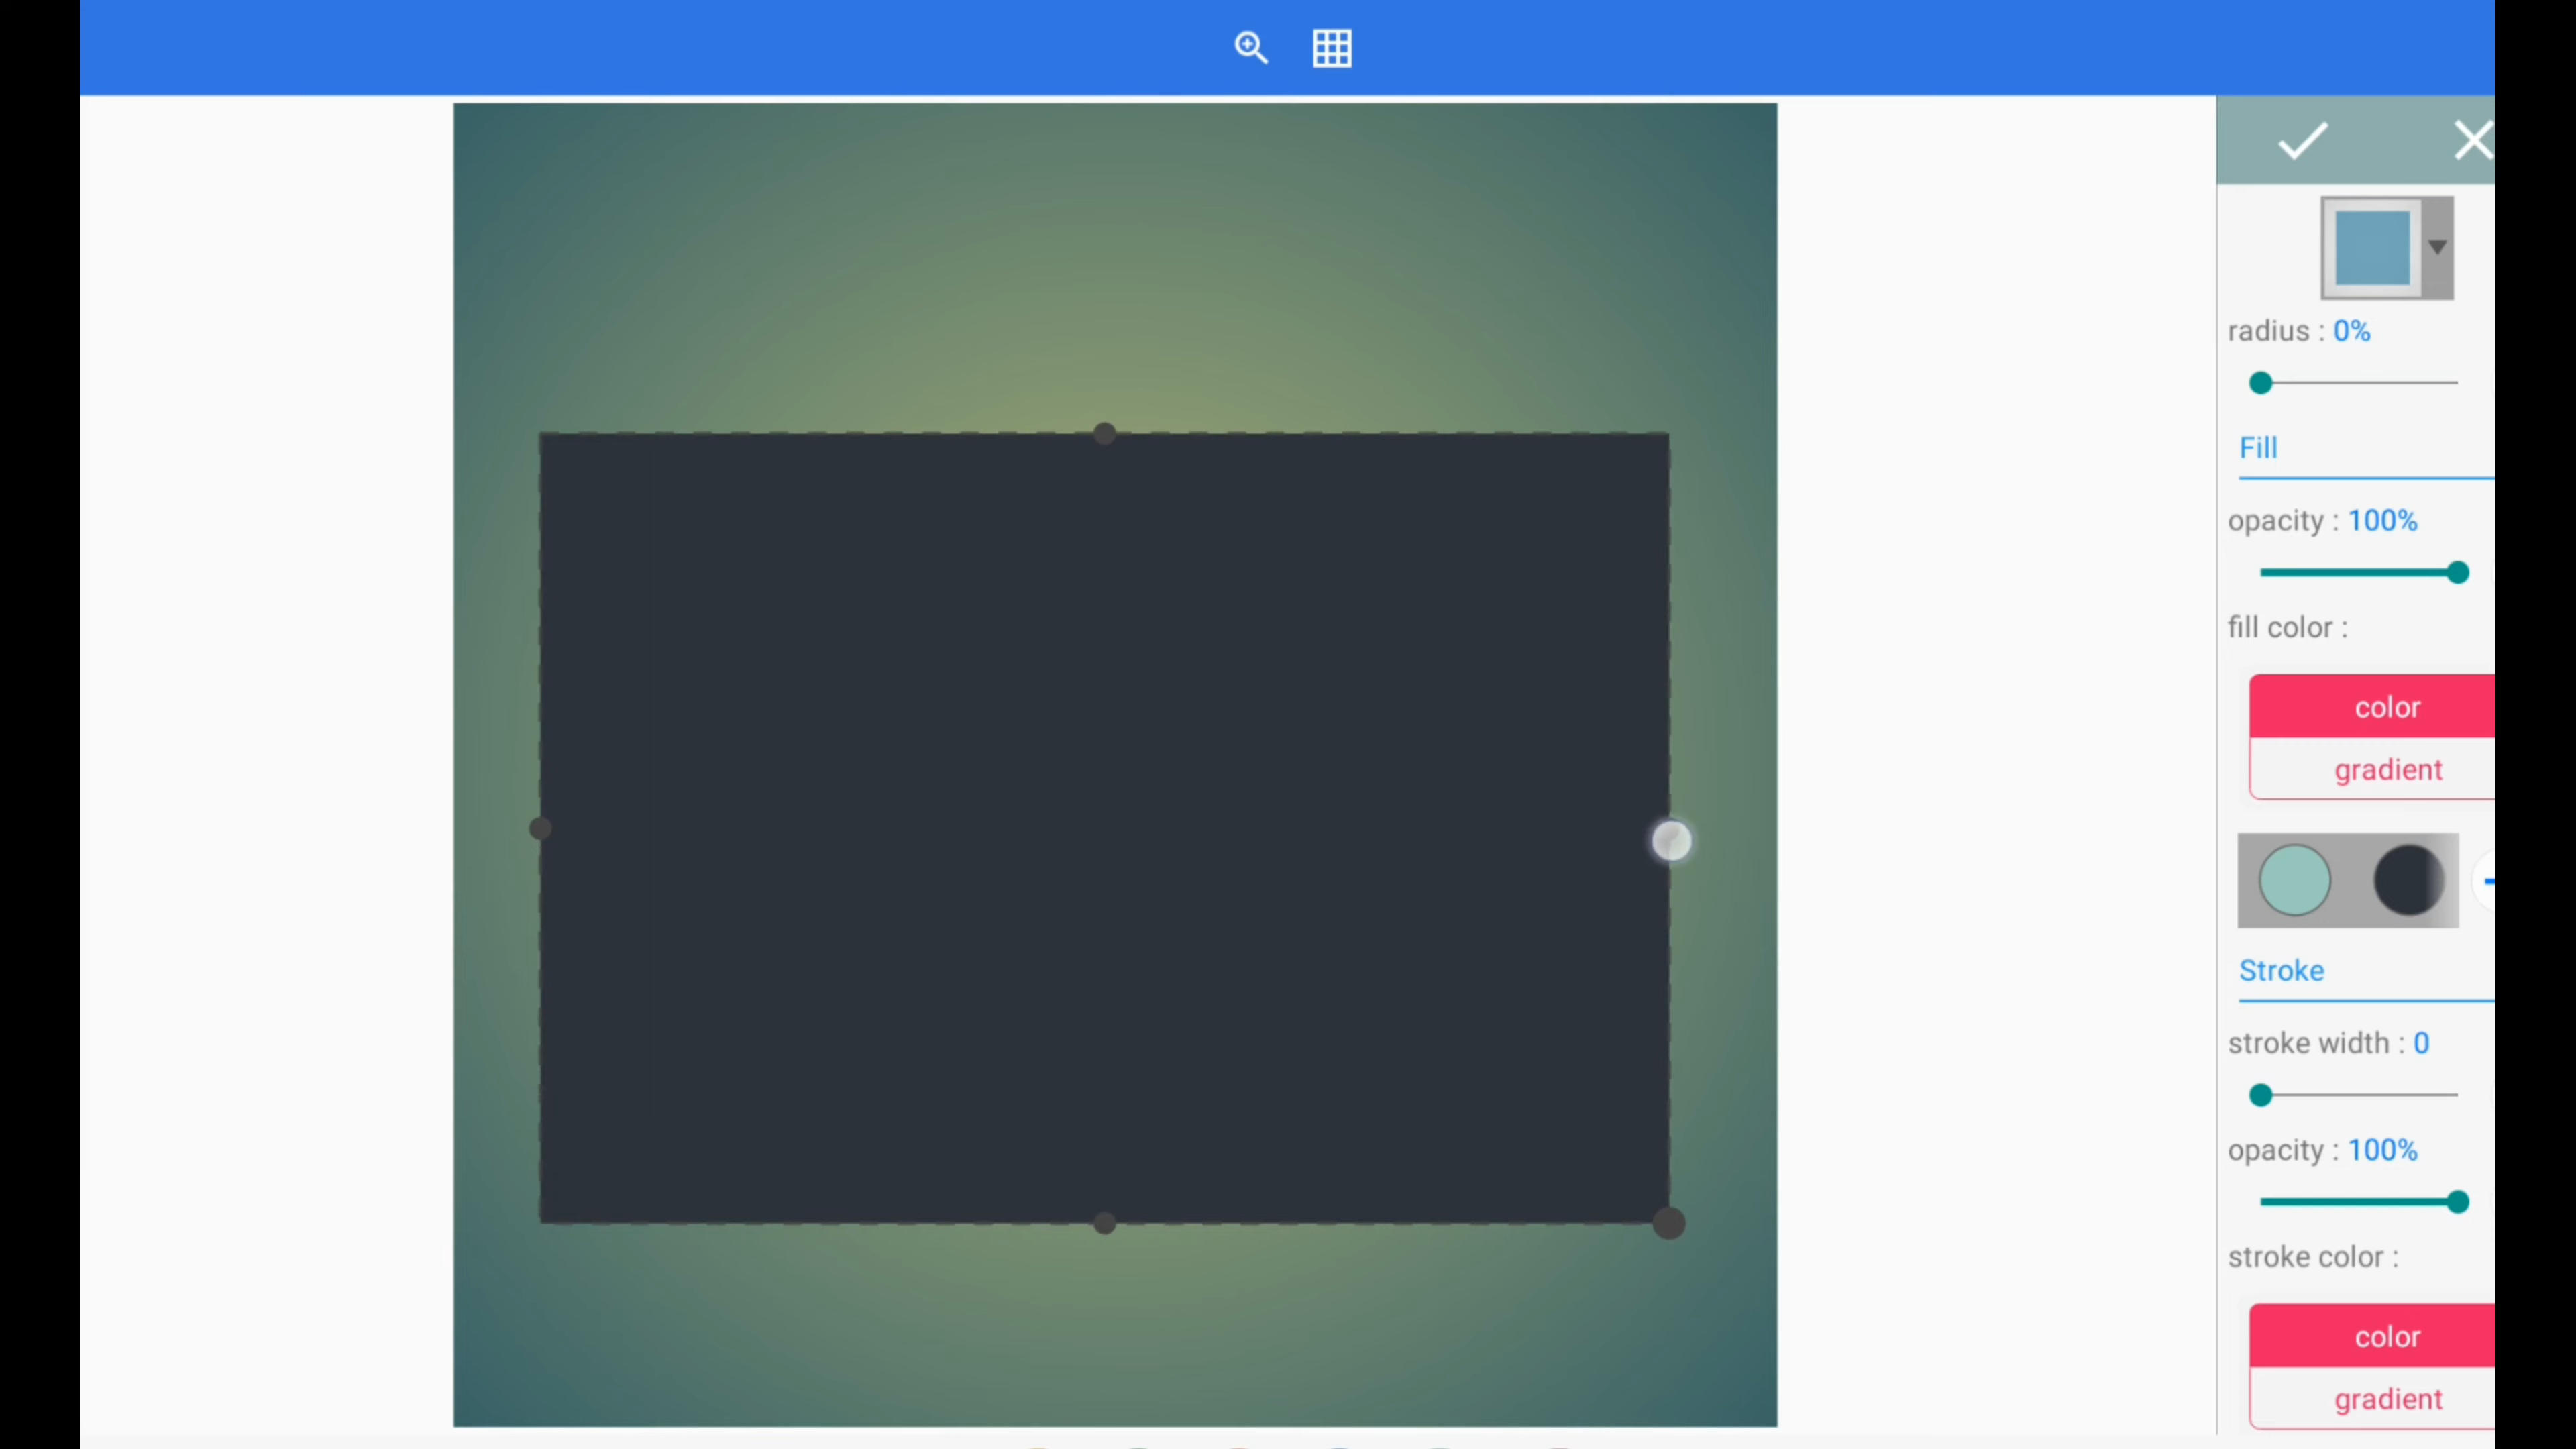 radius : 0%
Fill
opacity : 100%
fill color :
color
gradient
Stroke
stroke width : 0
opacity : 100%
stroke color :
color
gradient